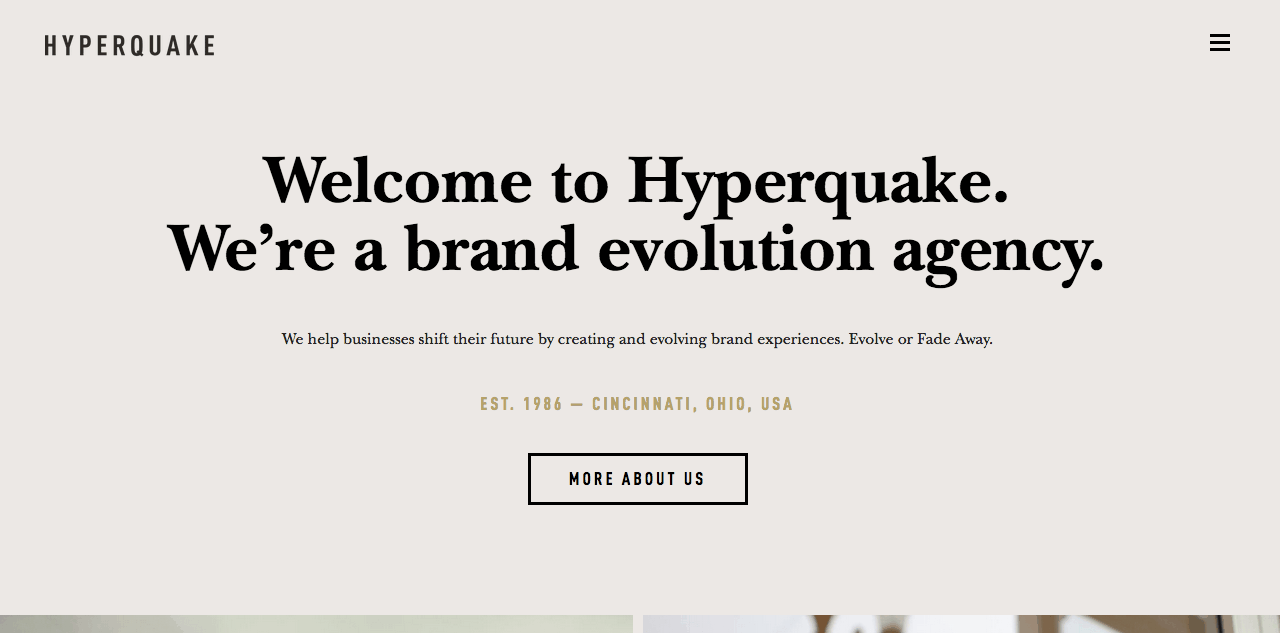 HYPERQUAKE
Welcome to Hyperquake.
We’re a brand evolution agency.
We help businesses shift their future by creating and evolving brand experiences. Evolve or Fade Away.
EST. 1986 — CINCINNATI, OHIO, USA
MORE ABOUT US